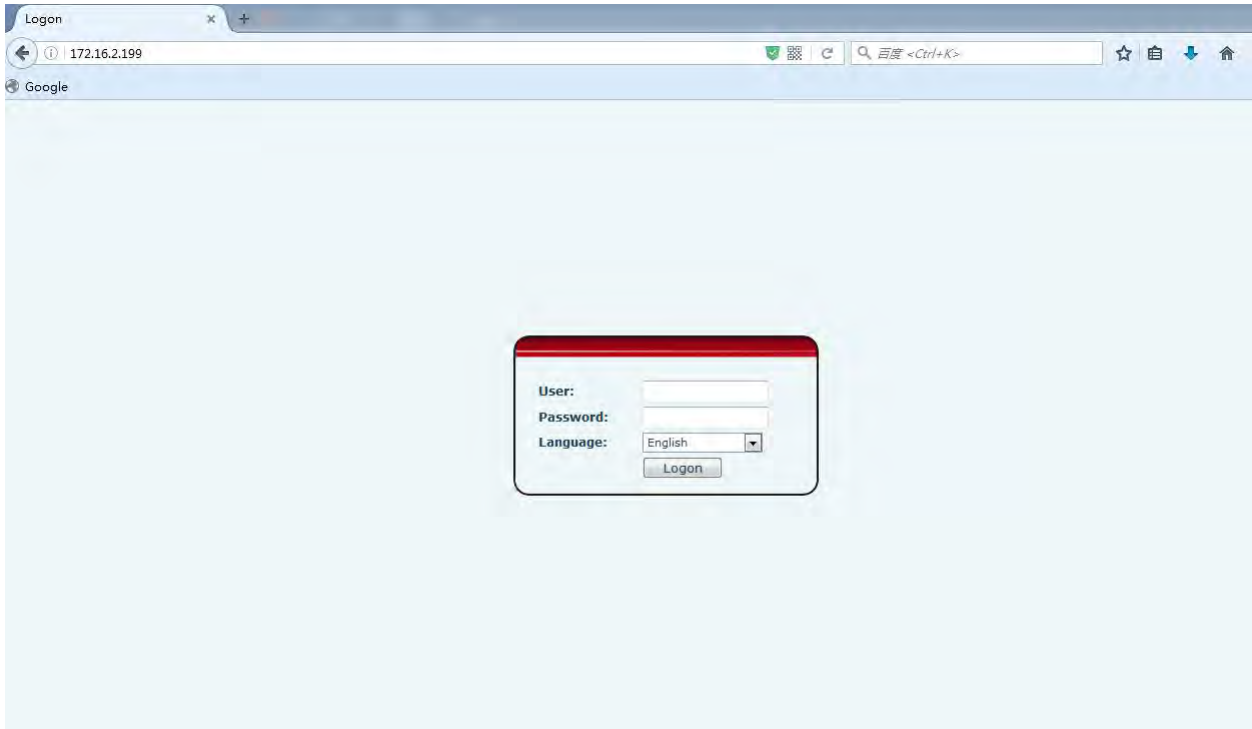 Logon
172.16.2.199
百度 <Ctrl+K>
Google
User:
Password:
Language: English
Logon